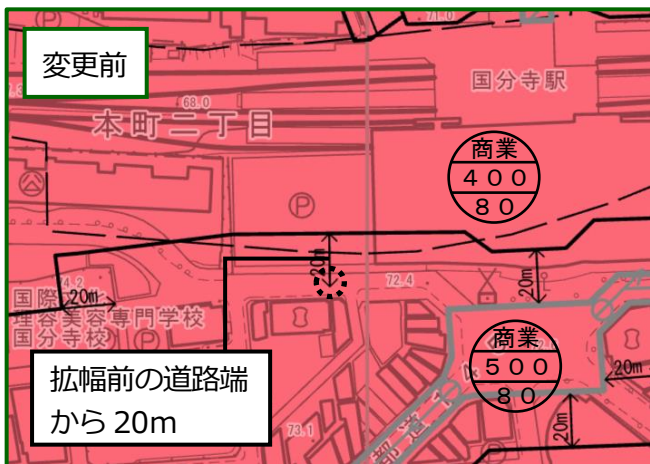 71.0
変更前
国分寺駅
68.0
本町二丁目
商業
400
80
20m
20m
72.4
20m
国際
理容美容専門学校
国分寺校
商業
500
80
20m
拡幅前の道路端
から20m
都道
73.1
20m